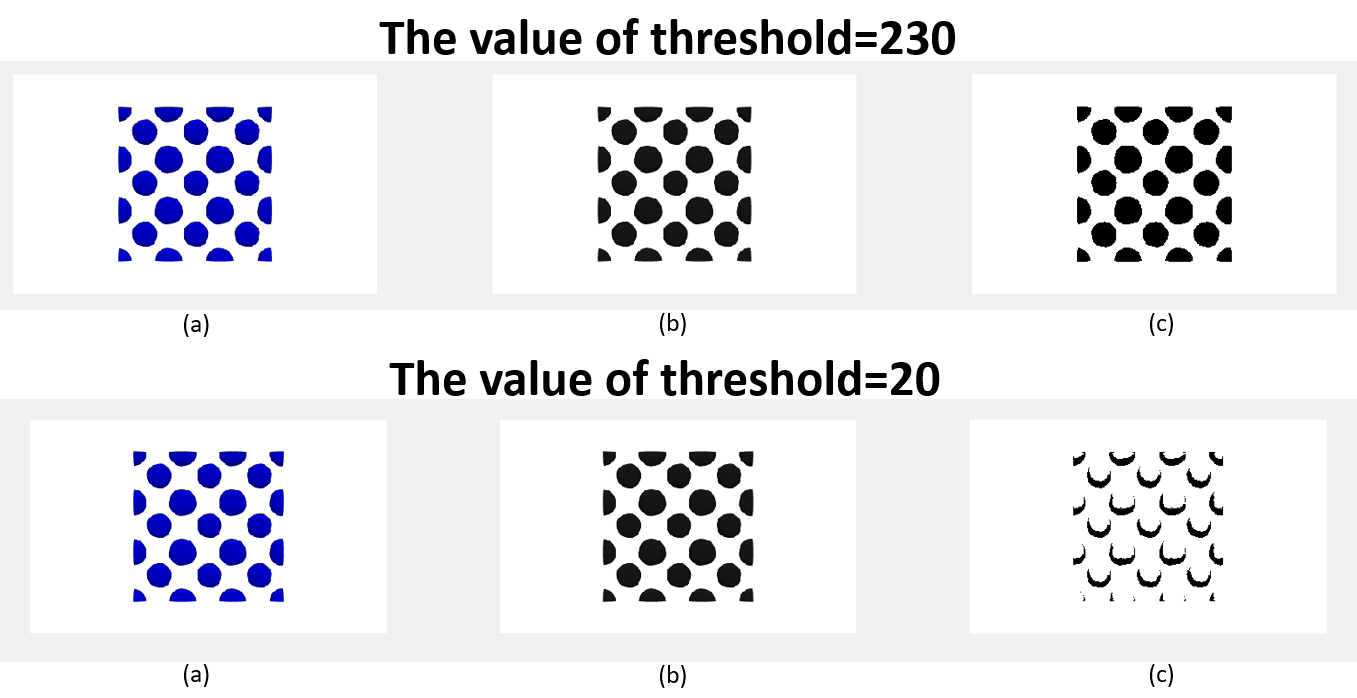 The value of threshold=230
(a)
(b)
(c)
The value of threshold=20
(a)
(b)
(c)